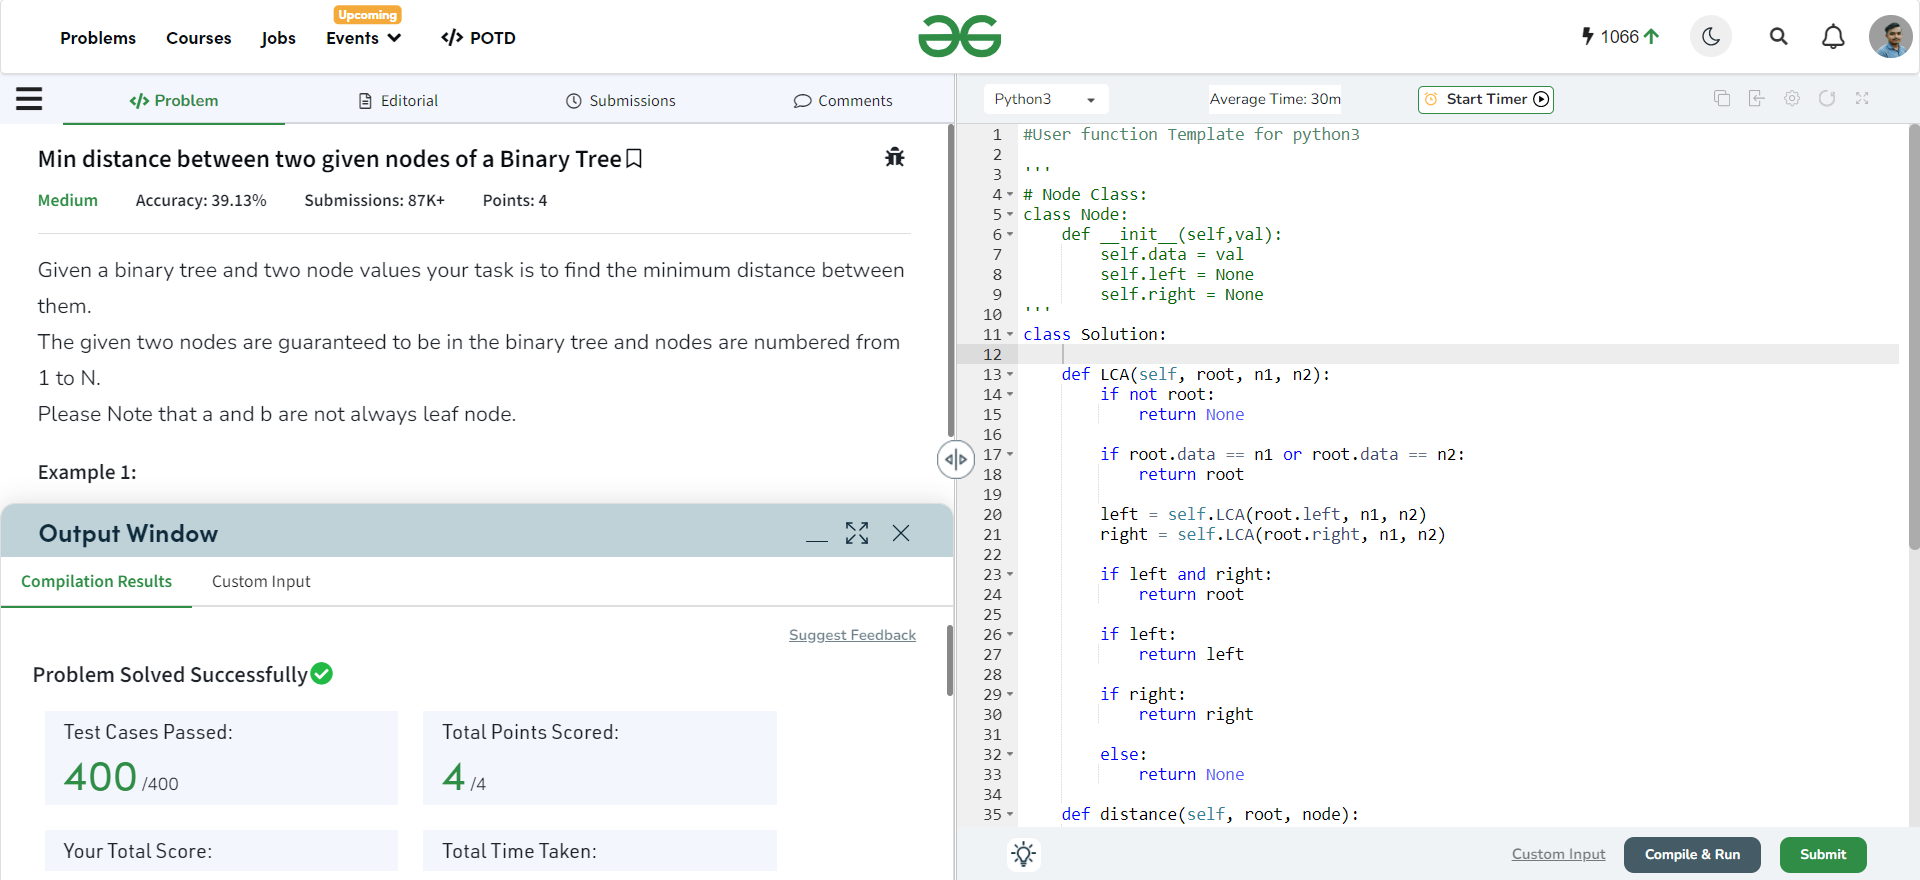 Problems
Courses
Jobs
Upcoming
Events
</> POTD
1066
</> Problem
Editorial
Submissions
Comments
Min distance between two given nodes of a Binary Tree
Medium
Accuracy: 39.13%
Submissions: 87K+
Points: 4
Given a binary tree and two node values your task is to find the minimum distance between
them.
The given two nodes are guaranteed to be in the binary tree and nodes are numbered from
1 to N.
Please Note that a and b are not always leaf node.
Example 1:
Output Window
Compilation Results
Custom Input
Suggest Feedback
Problem Solved Successfully
Test Cases Passed:
400 /400
Total Points Scored:
4 /4
Your Total Score:
Total Time Taken:
Python3
Average Time: 30m
Start Timer
1 #User function Template for python3
2
3 '''
4 # Node Class:
5 class Node:
6     def __init__(self,val):
7         self.data = val
8         self.left = None
9         self.right = None
10 '''
11 class Solution:
12
13     def LCA(self, root, n1, n2):
14         if not root:
15             return None
16
17         if root.data == n1 or root.data == n2:
18             return root
19
20         left = self.LCA(root.left, n1, n2)
21         right = self.LCA(root.right, n1, n2)
22
23         if left and right:
24             return root
25
26         if left:
27             return left
28
29         if right:
30             return right
31
32         else:
33             return None
34
35     def distance(self, root, node):
Custom Input
Compile & Run
Submit